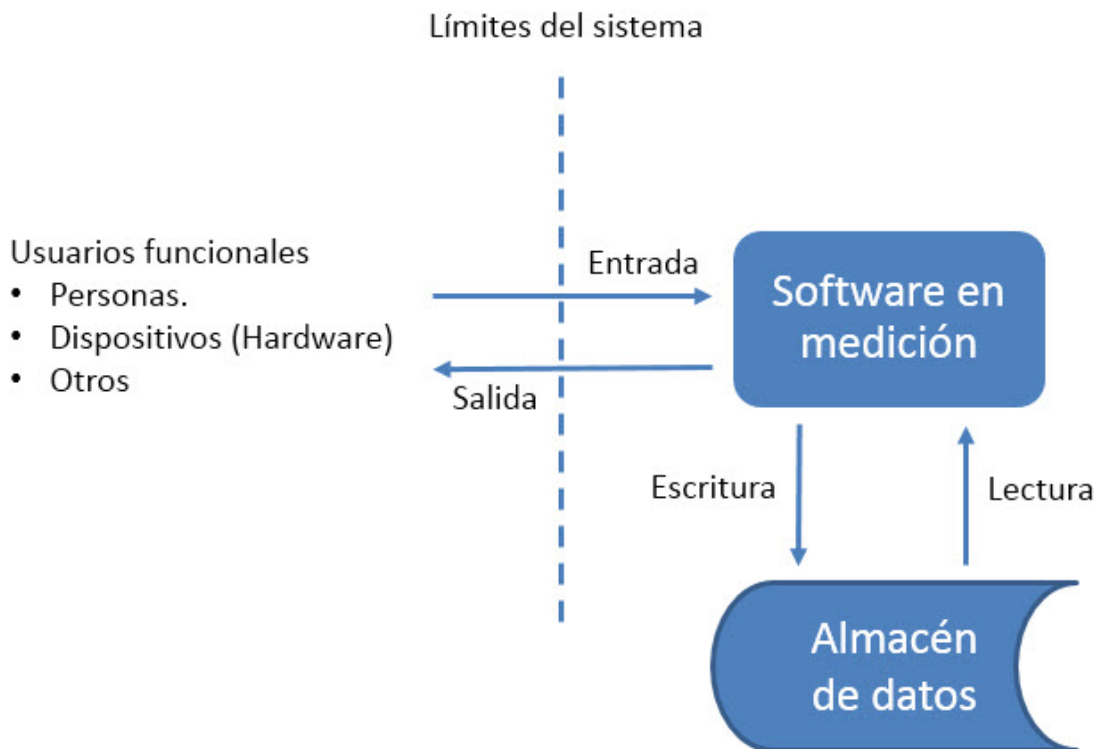 Límites del sistema
Usuarios funcionales
• Personas.
• Dispositivos (Hardware)
• Otros
Entrada
Salida
Software en
medición
Escritura
Lectura
Almacén
de datos